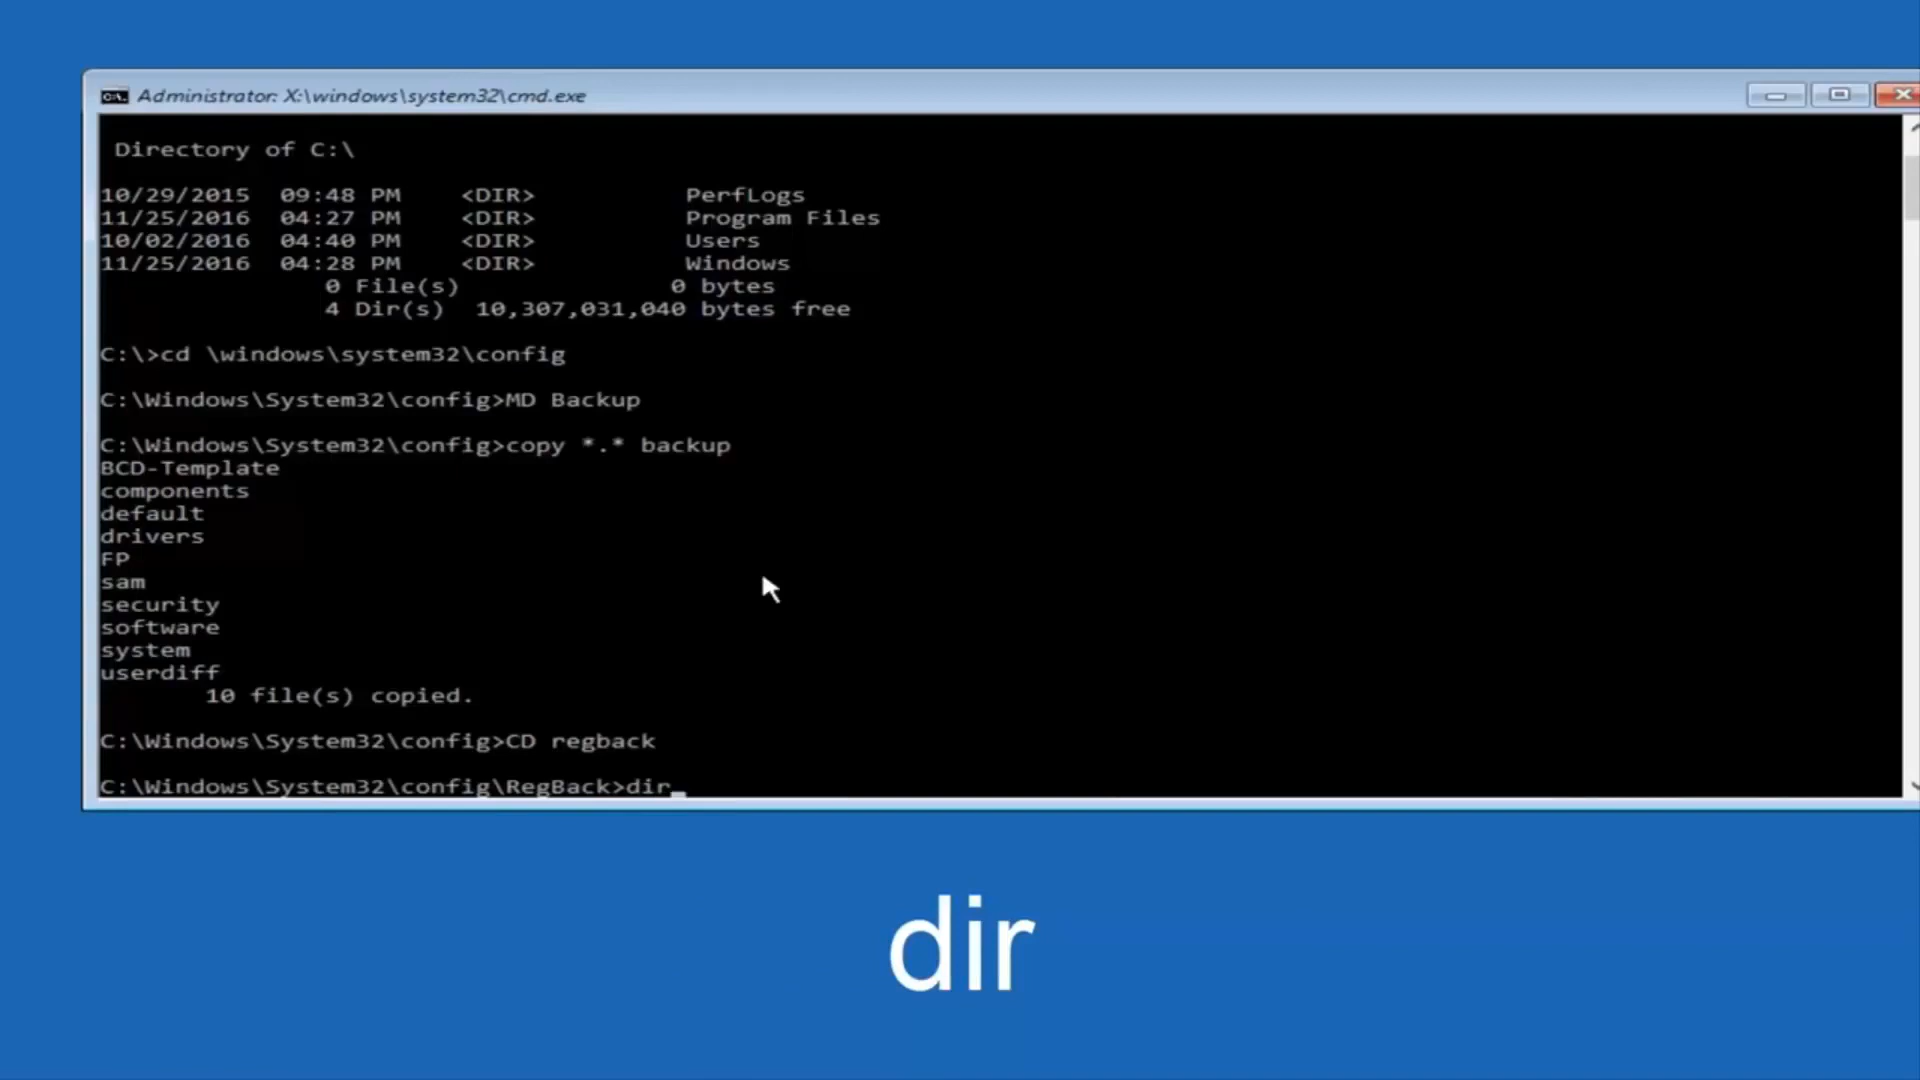 Administrator: X:\windows\system32\cmd.exe
Directory of C:\
10/29/2015  09:48 PM    <DIR>          PerfLogs
11/25/2016  04:27 PM    <DIR>          Program Files
10/02/2016  04:40 PM    <DIR>          Users
11/25/2016  04:28 PM    <DIR>          Windows
0 File(s)              0 bytes
4 Dir(s)  10,307,031,040 bytes free
C:\>cd \windows\system32\config
C:\Windows\System32\config>MD Backup
C:\Windows\System32\config>copy *.* backup
BCD-Template
components
default
drivers
FP
sam
security
software
system
userdiff
10 file(s) copied.
C:\Windows\System32\config>CD regback
C:\Windows\System32\config\RegBack>dir_
dir